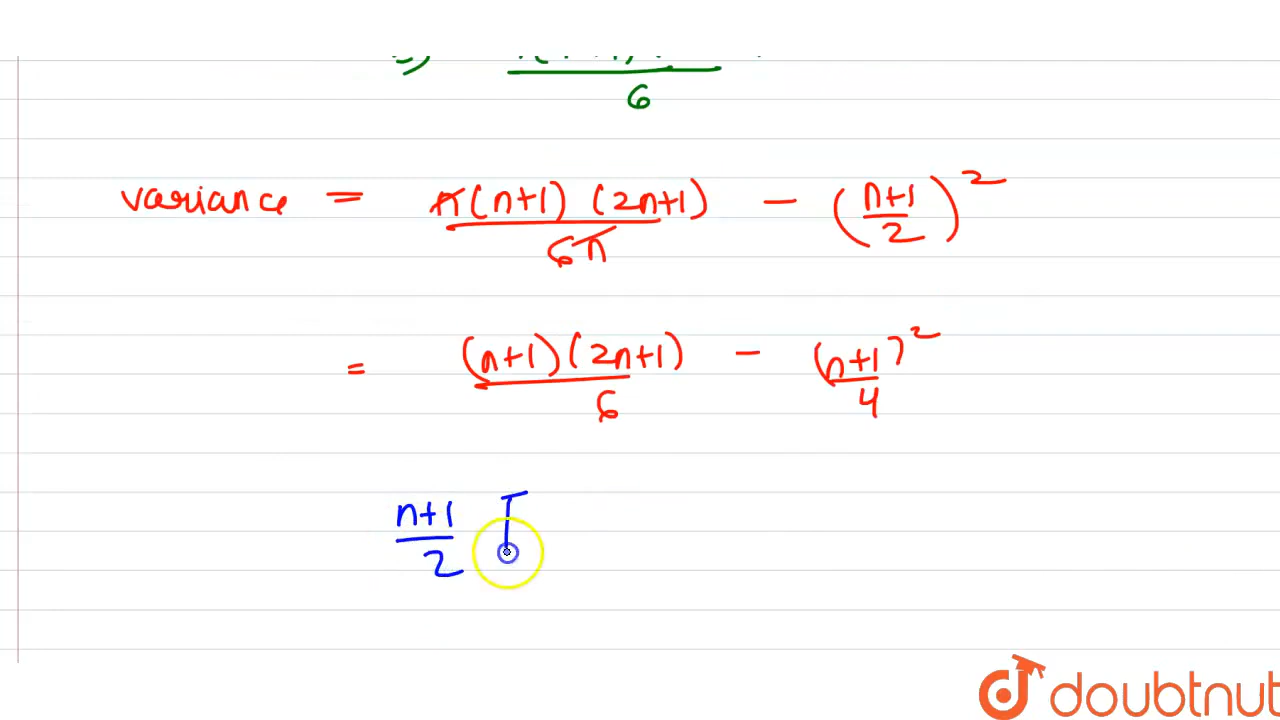 6
variance = n(n+1)(2n+1)/6n - (n+1/2)^2
= (n+1)(2n+1)/6 - (n+1)^2/4
n+1/2 [
doubtnut